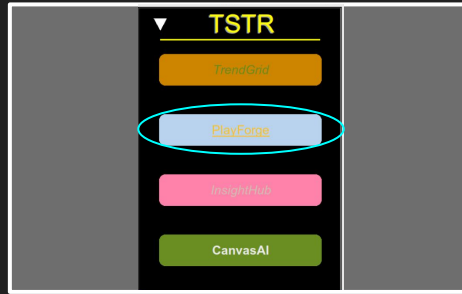 TSTR
TrendGrid
PlayForge
InsightHub
CanvasAI